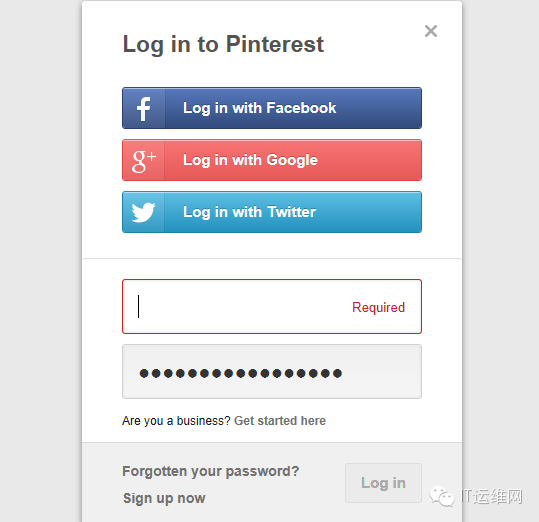 Log in to Pinterest
Log in with Facebook
Log in with Google
Log in with Twitter
Required
Are you a business? Get started here
Forgotten your password?
Log in
Sign up now
IT运维网